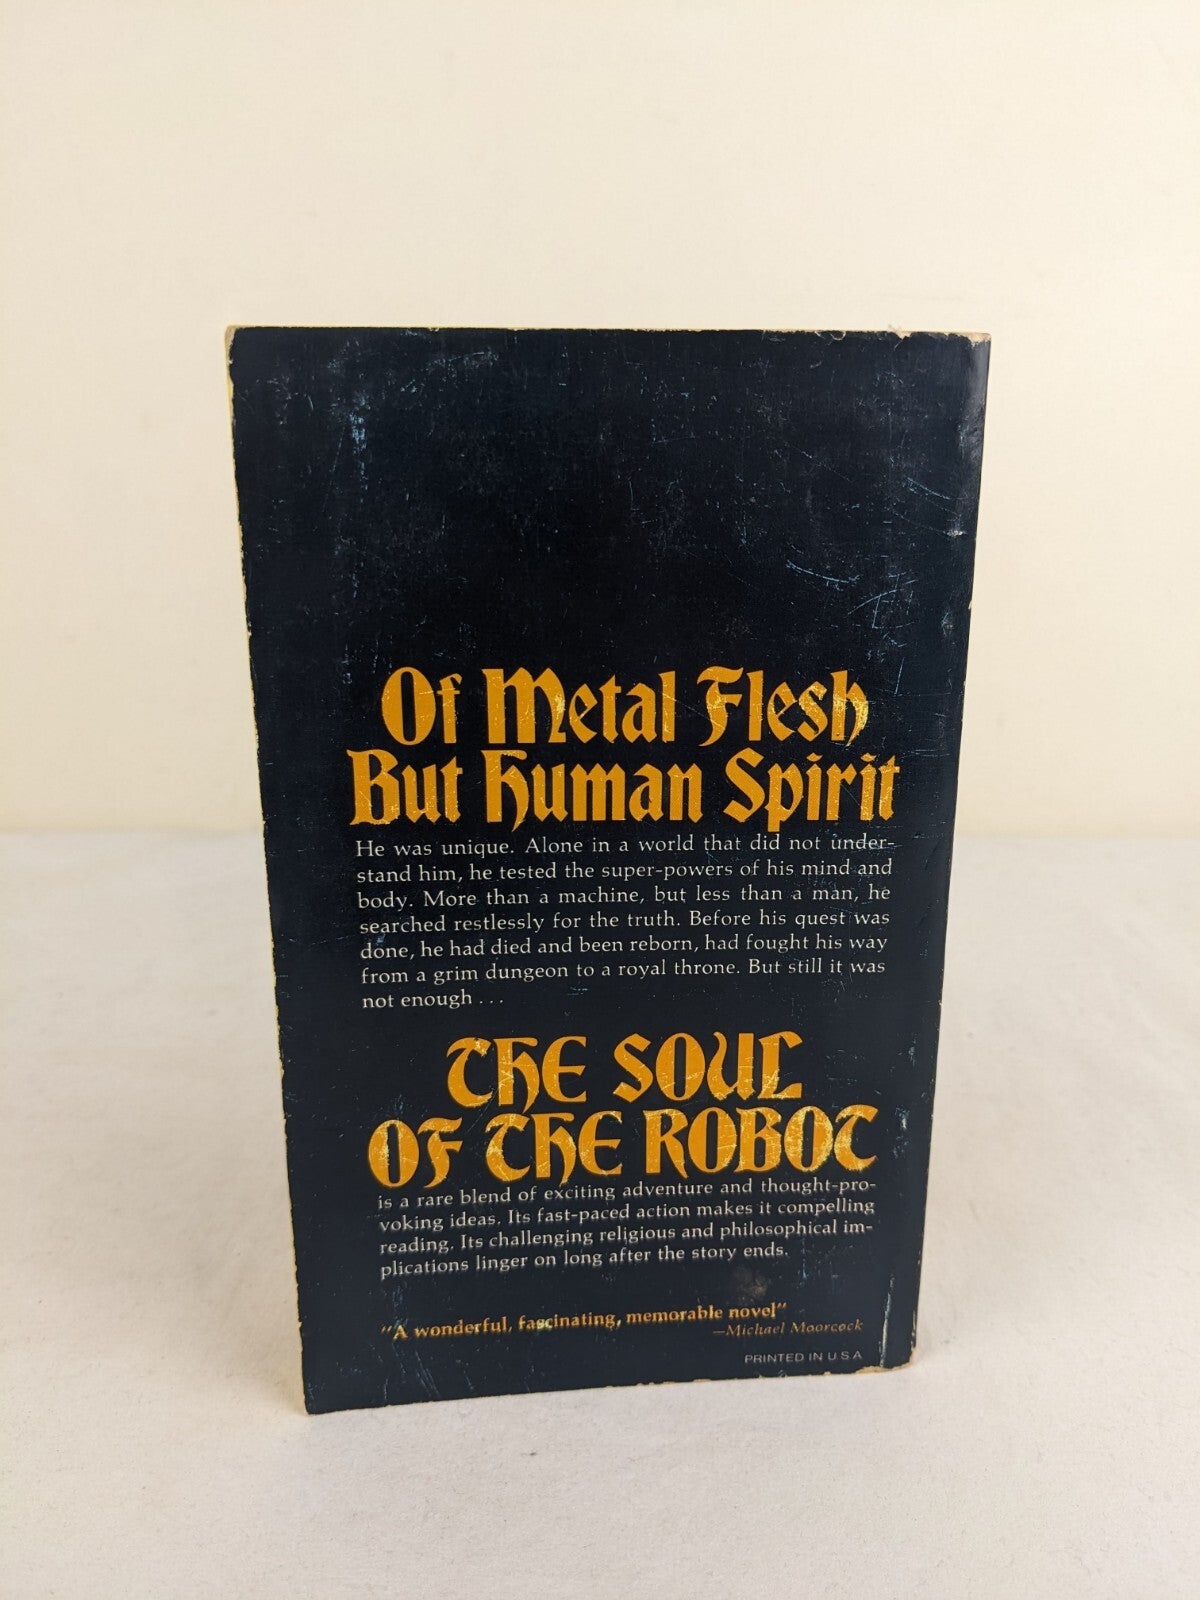 Of Metal Flesh
But Human Spirit
He was unique. Alone in a world that did not under-
stand him, he tested the super-powers of his mind and
body. More than a machine, but less than a man, he
searched restlessly for the truth. Before his quest was
done, he had died and been reborn, had fought his way
from a grim dungeon to a royal throne. But still it was
not enough . . .
THE SOUL
OF THE ROBOT
is a rare blend of exciting adventure and thought-pro-
voking ideas. Its fast-paced action makes it compelling
reading. Its challenging religious and philosophical im-
plications linger on long after the story ends.
"A wonderful, fascinating, memorable novel"
—Michael Moorcock
PRINTED IN U S A